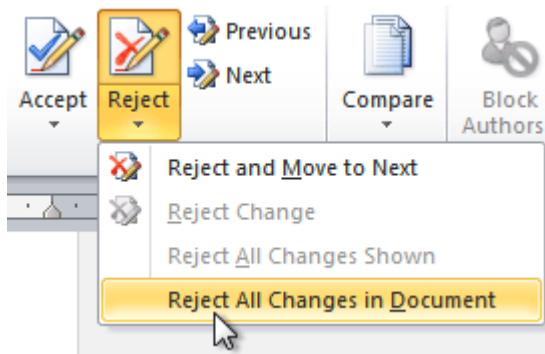 Previous
Next
Accept
Reject
Compare
Block
Authors
Reject and Move to Next
Reject Change
Reject All Changes Shown
Reject All Changes in Document